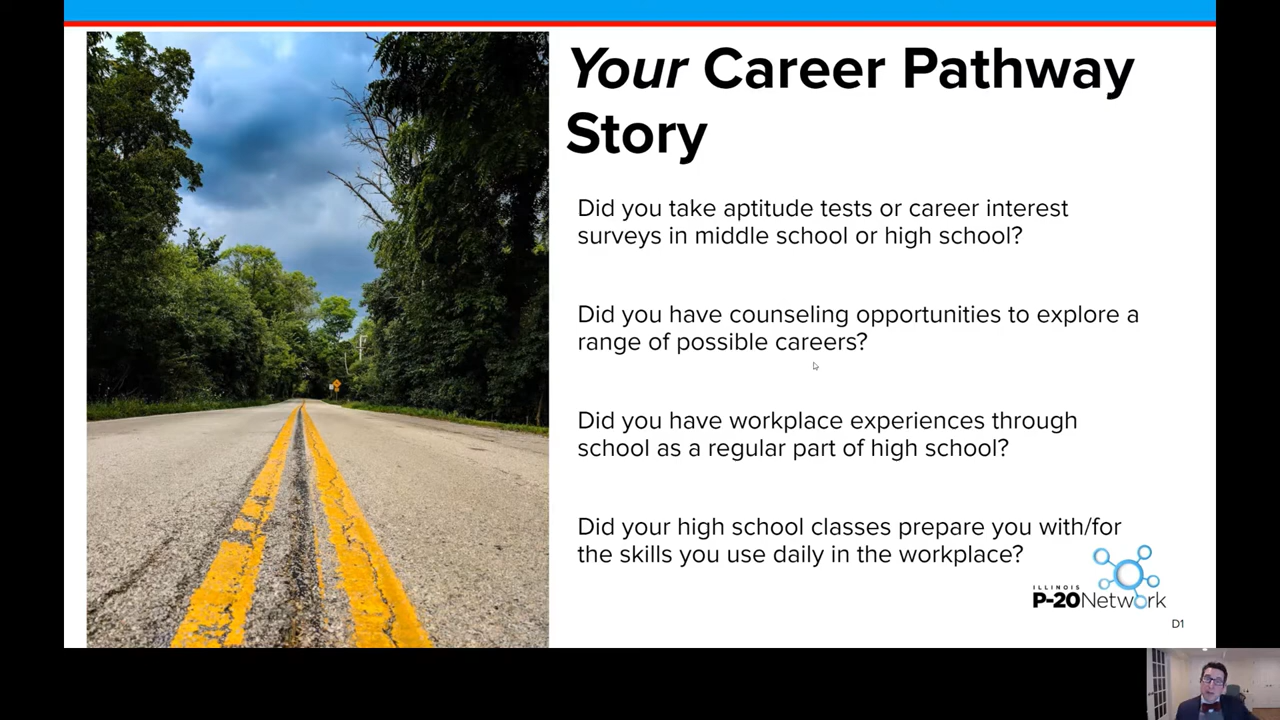 Your Career Pathway
Story
Did you take aptitude tests or career interest
surveys in middle school or high school?
Did you have counseling opportunities to explore a
range of possible careers?
Did you have workplace experiences through
school as a regular part of high school?
Did your high school classes prepare you with/for
the skills you use daily in the workplace?
ILLINOIS
P-20Network
D1